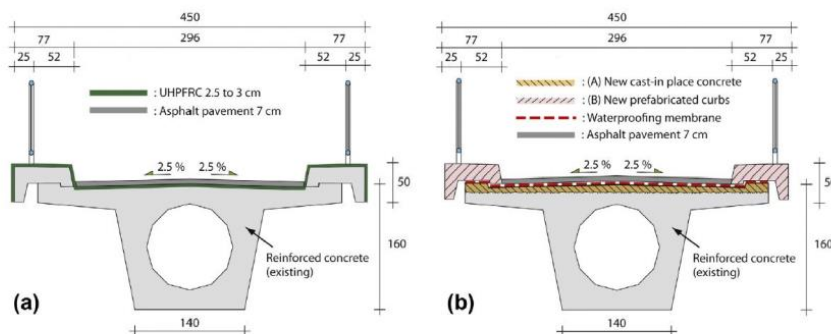 450
77 296 77
25 52 52 25
: UHPFRC 2.5 to 3 cm
: Asphalt pavement 7 cm
2.5 % 2.5 %
50
160
Reinforced concrete
(existing)
(a)
140
450
77 296 77
25 52 52 25
: (A) New cast-in place concrete
: (B) New prefabricated curbs
: Waterproofing membrane
: Asphalt pavement 7 cm
2.5 % 2.5 %
50
160
Reinforced concrete
(existing)
(b)
140